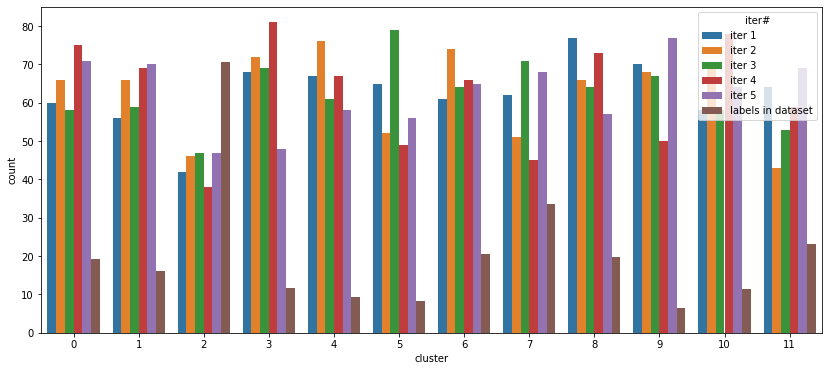 iter#
iter 1
iter 2
iter 3
iter 4
iter 5
labels in dataset
count
80
70
60
50
40
30
20
10
0
0 1 2 3 4 5 6 7 8 9 10 11
cluster